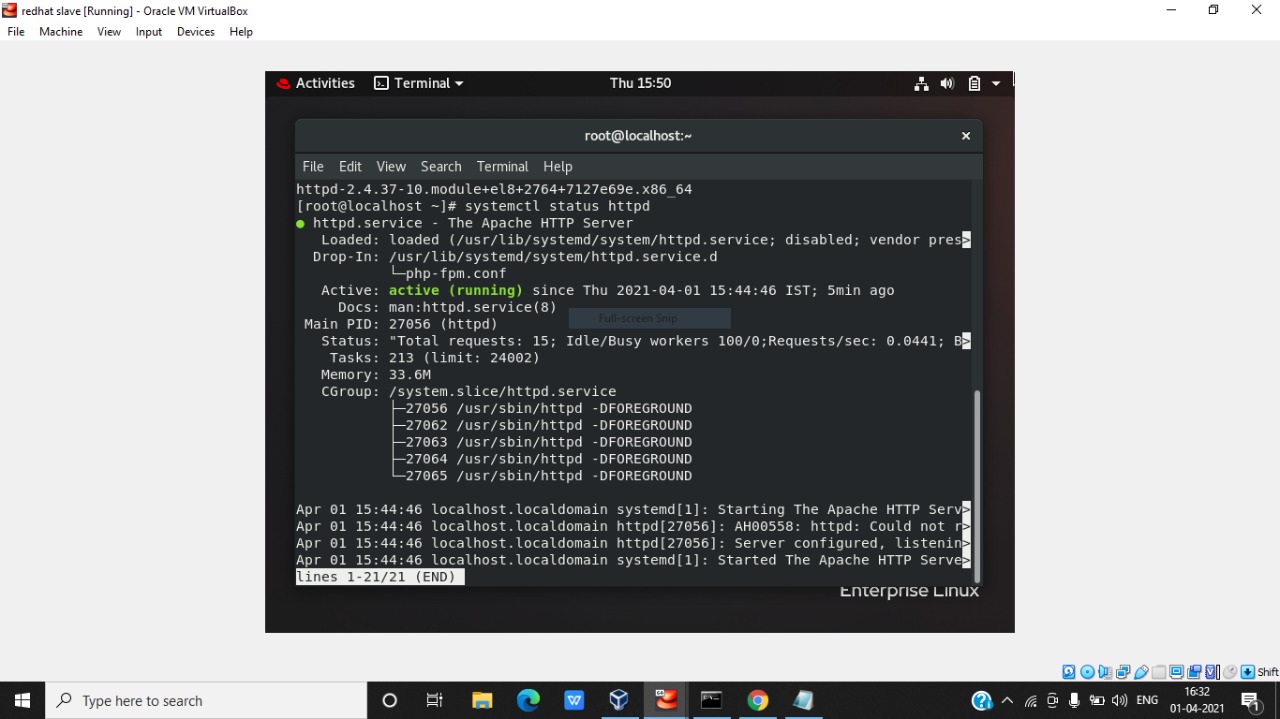 redhat slave [Running] - Oracle VM VirtualBox
File Machine View Input Devices Help
Activities Terminal Thu 15:50
root@localhost:~
File Edit View Search Terminal Help
httpd-2.4.37-10.module+el8+2764+7127e69e.x86_64
[root@localhost ~]# systemctl status httpd
● httpd.service - The Apache HTTP Server
Loaded: loaded (/usr/lib/systemd/system/httpd.service; disabled; vendor pres>
Drop-In: /usr/lib/systemd/system/httpd.service.d
└─php-fpm.conf
Active: active (running) since Thu 2021-04-01 15:44:46 IST; 5min ago
Docs: man:httpd.service(8)
Full-screen Snip
Main PID: 27056 (httpd)
Status: "Total requests: 15; Idle/Busy workers 100/0;Requests/sec: 0.0441; B>
Tasks: 213 (limit: 24002)
Memory: 33.6M
CGroup: /system.slice/httpd.service
├─27056 /usr/sbin/httpd -DFOREGROUND
├─27062 /usr/sbin/httpd -DFOREGROUND
├─27063 /usr/sbin/httpd -DFOREGROUND
├─27064 /usr/sbin/httpd -DFOREGROUND
└─27065 /usr/sbin/httpd -DFOREGROUND
Apr 01 15:44:46 localhost.localdomain systemd[1]: Starting The Apache HTTP Serv>
Apr 01 15:44:46 localhost.localdomain httpd[27056]: AH00558: httpd: Could not r>
Apr 01 15:44:46 localhost.localdomain httpd[27056]: Server configured, listenin>
Apr 01 15:44:46 localhost.localdomain systemd[1]: Started The Apache HTTP Serve>
lines 1-21/21 (END)
Enterprise Linux
Shift
Type here to search
ENG
16:32
01-04-2021
1